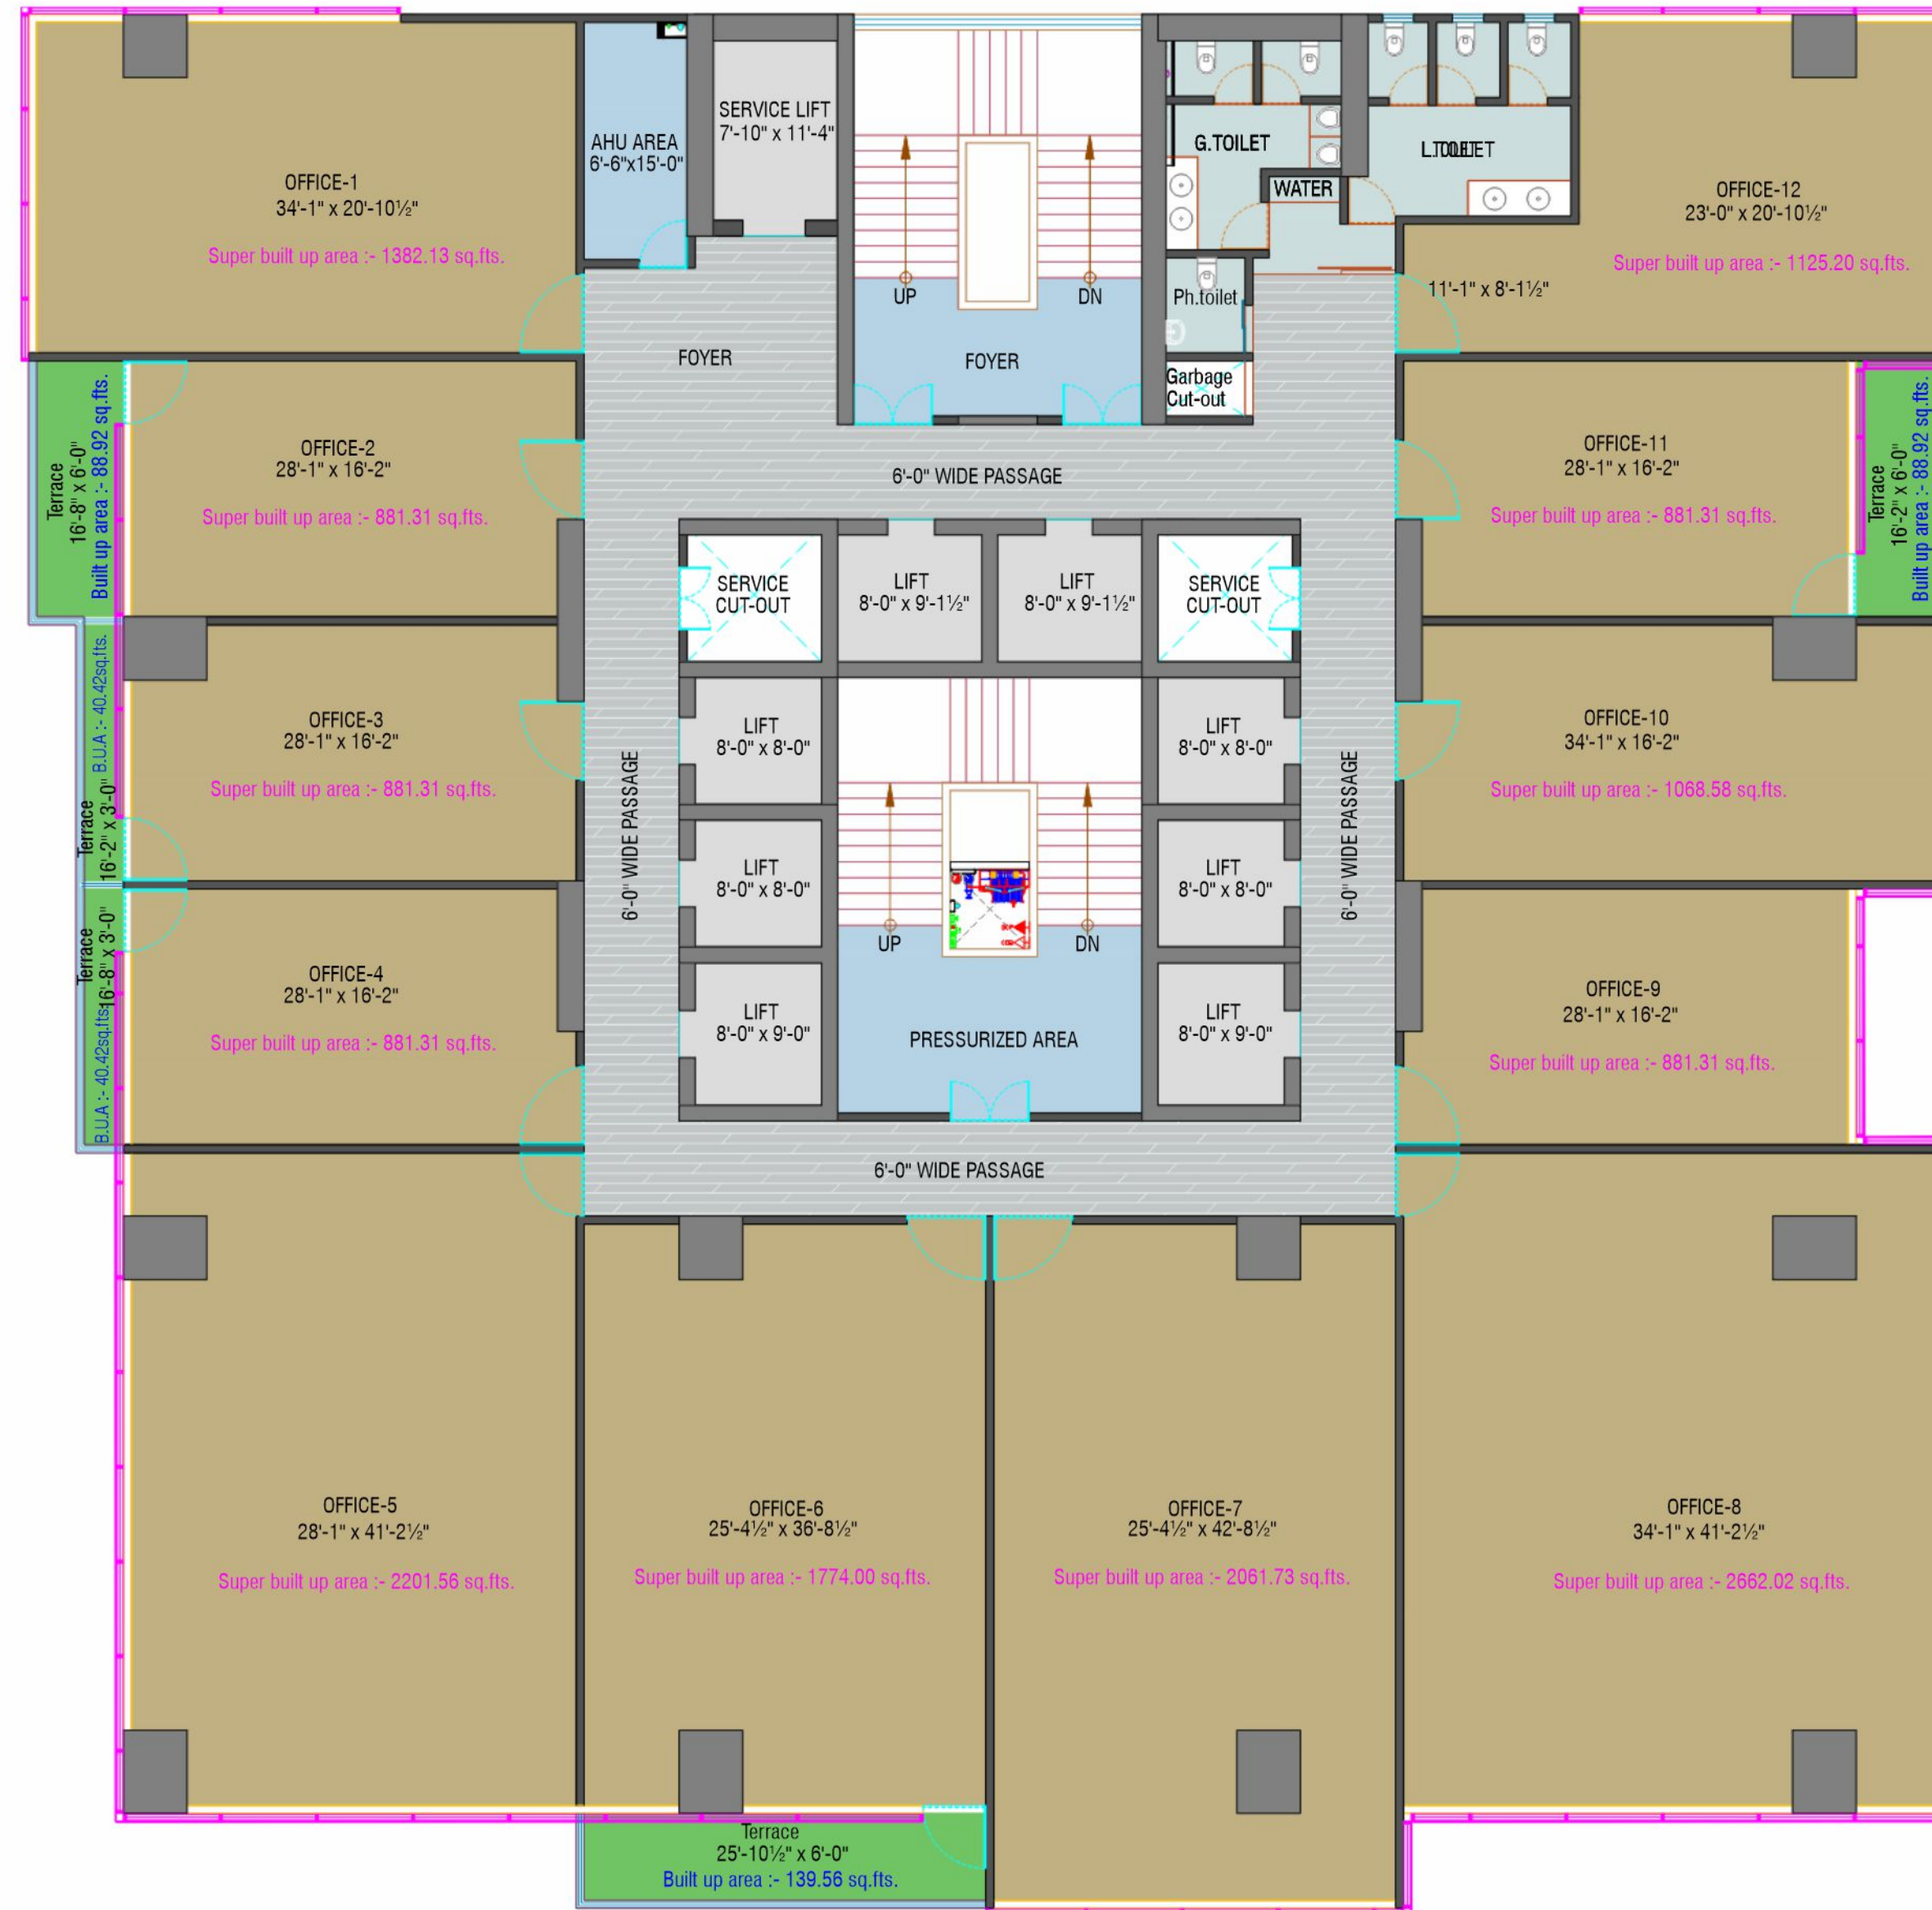 OFFICE-1
34'-1" x 20'-10½"
Super built up area :- 1382.13 sq.fts.
AHU AREA
6'-6"x15'-0"
SERVICE LIFT
7'-10" x 11'-4"
UP
DN
FOYER
FOYER
G.TOILET
WATER
L.TOILET
Ph.toilet
Garbage
Cut-out
OFFICE-12
23'-0" x 20'-10½"
Super built up area :- 1125.20 sq.fts.
11'-1" x 8'-1½"
Terrace
16'-8" x 6'-0"
Built up area :- 88.92 sq.fts.
OFFICE-2
28'-1" x 16'-2"
Super built up area :- 881.31 sq.fts.
6'-0" WIDE PASSAGE
OFFICE-11
28'-1" x 16'-2"
Super built up area :- 881.31 sq.fts.
Terrace
16'-2" x 6'-0"
Built up area :- 88.92 sq.fts.
SERVICE
CUT-OUT
LIFT
8'-0" x 9'-1½"
LIFT
8'-0" x 9'-1½"
SERVICE
CUT-OUT
Terrace
16'-2" x 3'-0"
B.U.A :- 40.42sq.fts.
OFFICE-3
28'-1" x 16'-2"
Super built up area :- 881.31 sq.fts.
6'-0" WIDE PASSAGE
LIFT
8'-0" x 8'-0"
LIFT
8'-0" x 8'-0"
6'-0" WIDE PASSAGE
OFFICE-10
34'-1" x 16'-2"
Super built up area :- 1068.58 sq.fts.
LIFT
8'-0" x 8'-0"
LIFT
8'-0" x 8'-0"
UP
DN
Terrace
16'-8" x 3'-0"
B.U.A :- 40.42sq.fts.
OFFICE-4
28'-1" x 16'-2"
Super built up area :- 881.31 sq.fts.
LIFT
8'-0" x 9'-0"
PRESSURIZED AREA
LIFT
8'-0" x 9'-0"
OFFICE-9
28'-1" x 16'-2"
Super built up area :- 881.31 sq.fts.
6'-0" WIDE PASSAGE
OFFICE-5
28'-1" x 41'-2½"
Super built up area :- 2201.56 sq.fts.
OFFICE-6
25'-4½" x 36'-8½"
Super built up area :- 1774.00 sq.fts.
OFFICE-7
25'-4½" x 42'-8½"
Super built up area :- 2061.73 sq.fts.
OFFICE-8
34'-1" x 41'-2½"
Super built up area :- 2662.02 sq.fts.
Terrace
25'-10½" x 6'-0"
Built up area :- 139.56 sq.fts.